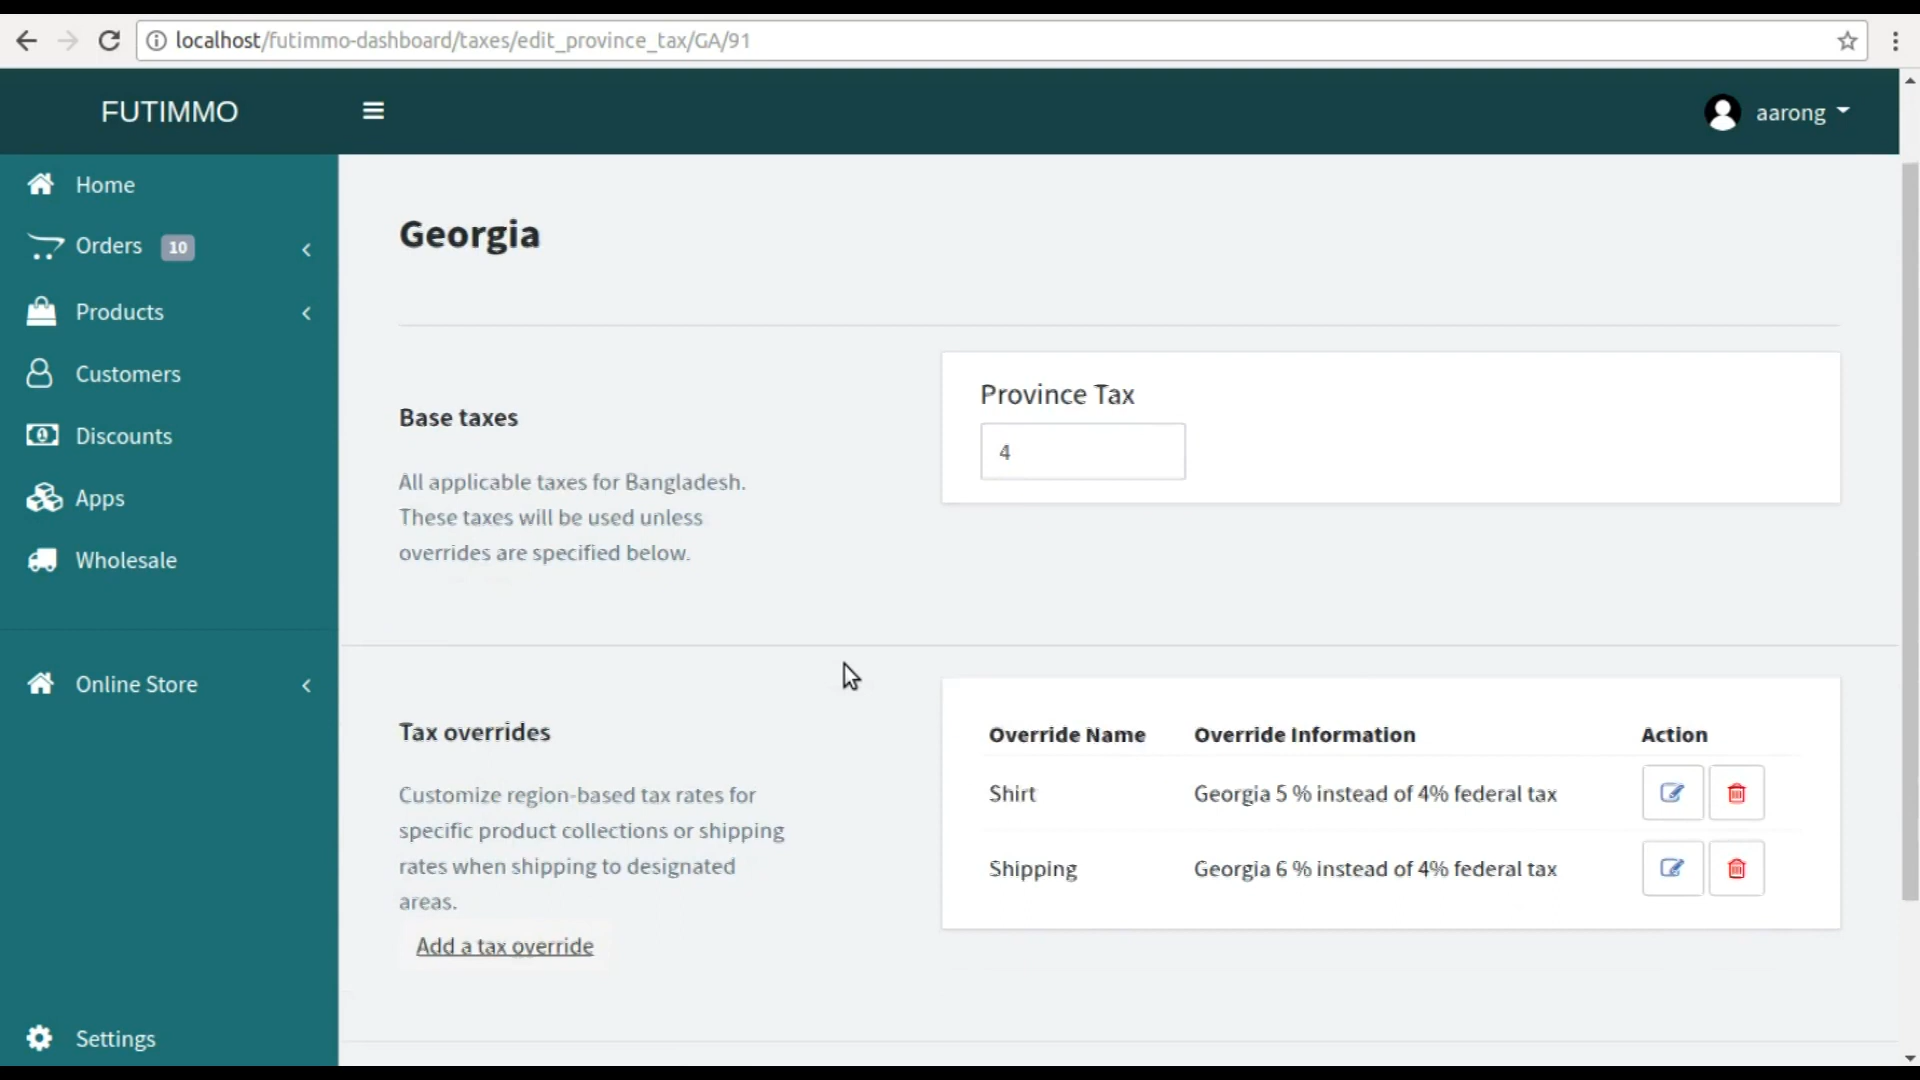 localhost/futimmo-dashboard/taxes/edit_province_tax/GA/91
FUTIMMO
aarong
Home
Orders 10
Products
Customers
Discounts
Apps
Wholesale
Online Store
Settings
Georgia
Base taxes
All applicable taxes for Bangladesh.
These taxes will be used unless
overrides are specified below.
Province Tax
4
Tax overrides
Customize region-based tax rates for
specific product collections or shipping
rates when shipping to designated
areas.
Add a tax override
Override Name Override Information Action
Shirt Georgia 5 % instead of 4% federal tax
Shipping Georgia 6 % instead of 4% federal tax